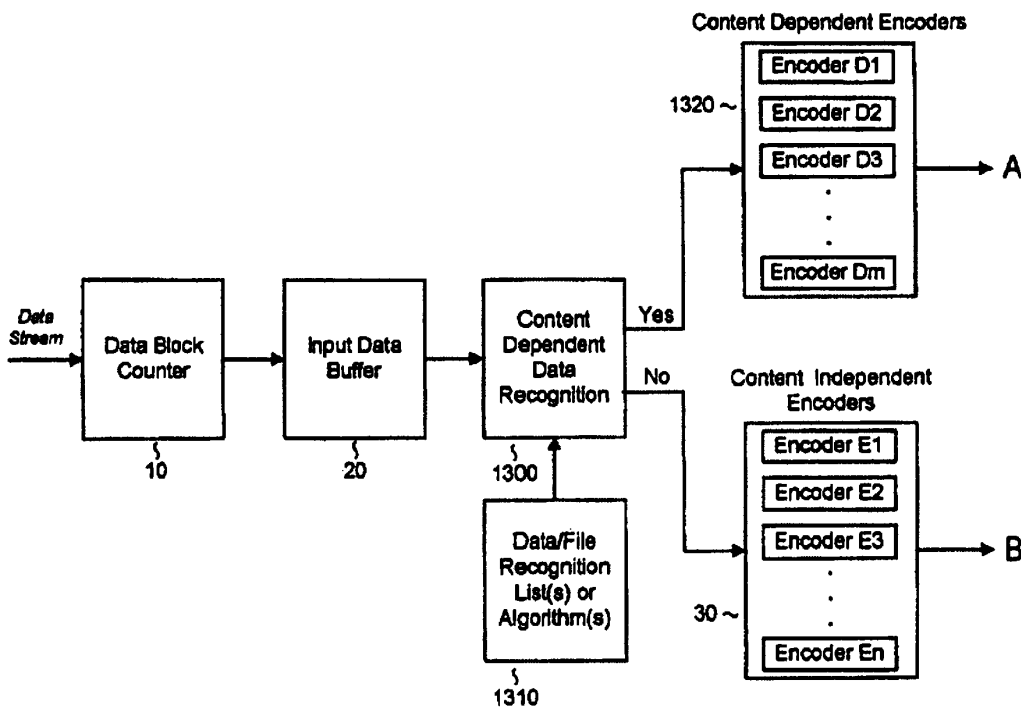 Content Dependent Encoders
Encoder D1
1320
Encoder D2
Encoder D3
A
Encoder Dm
Data
Stream
Data Block
Counter
10
Input Data
Buffer
20
Content
Dependent
Data
Recognition
1300
Yes
No
Data/File
Recognition
List(s) or
Algorithm(s)
1310
Content Independent
Encoders
Encoder E1
Encoder E2
Encoder E3
B
30
Encoder En